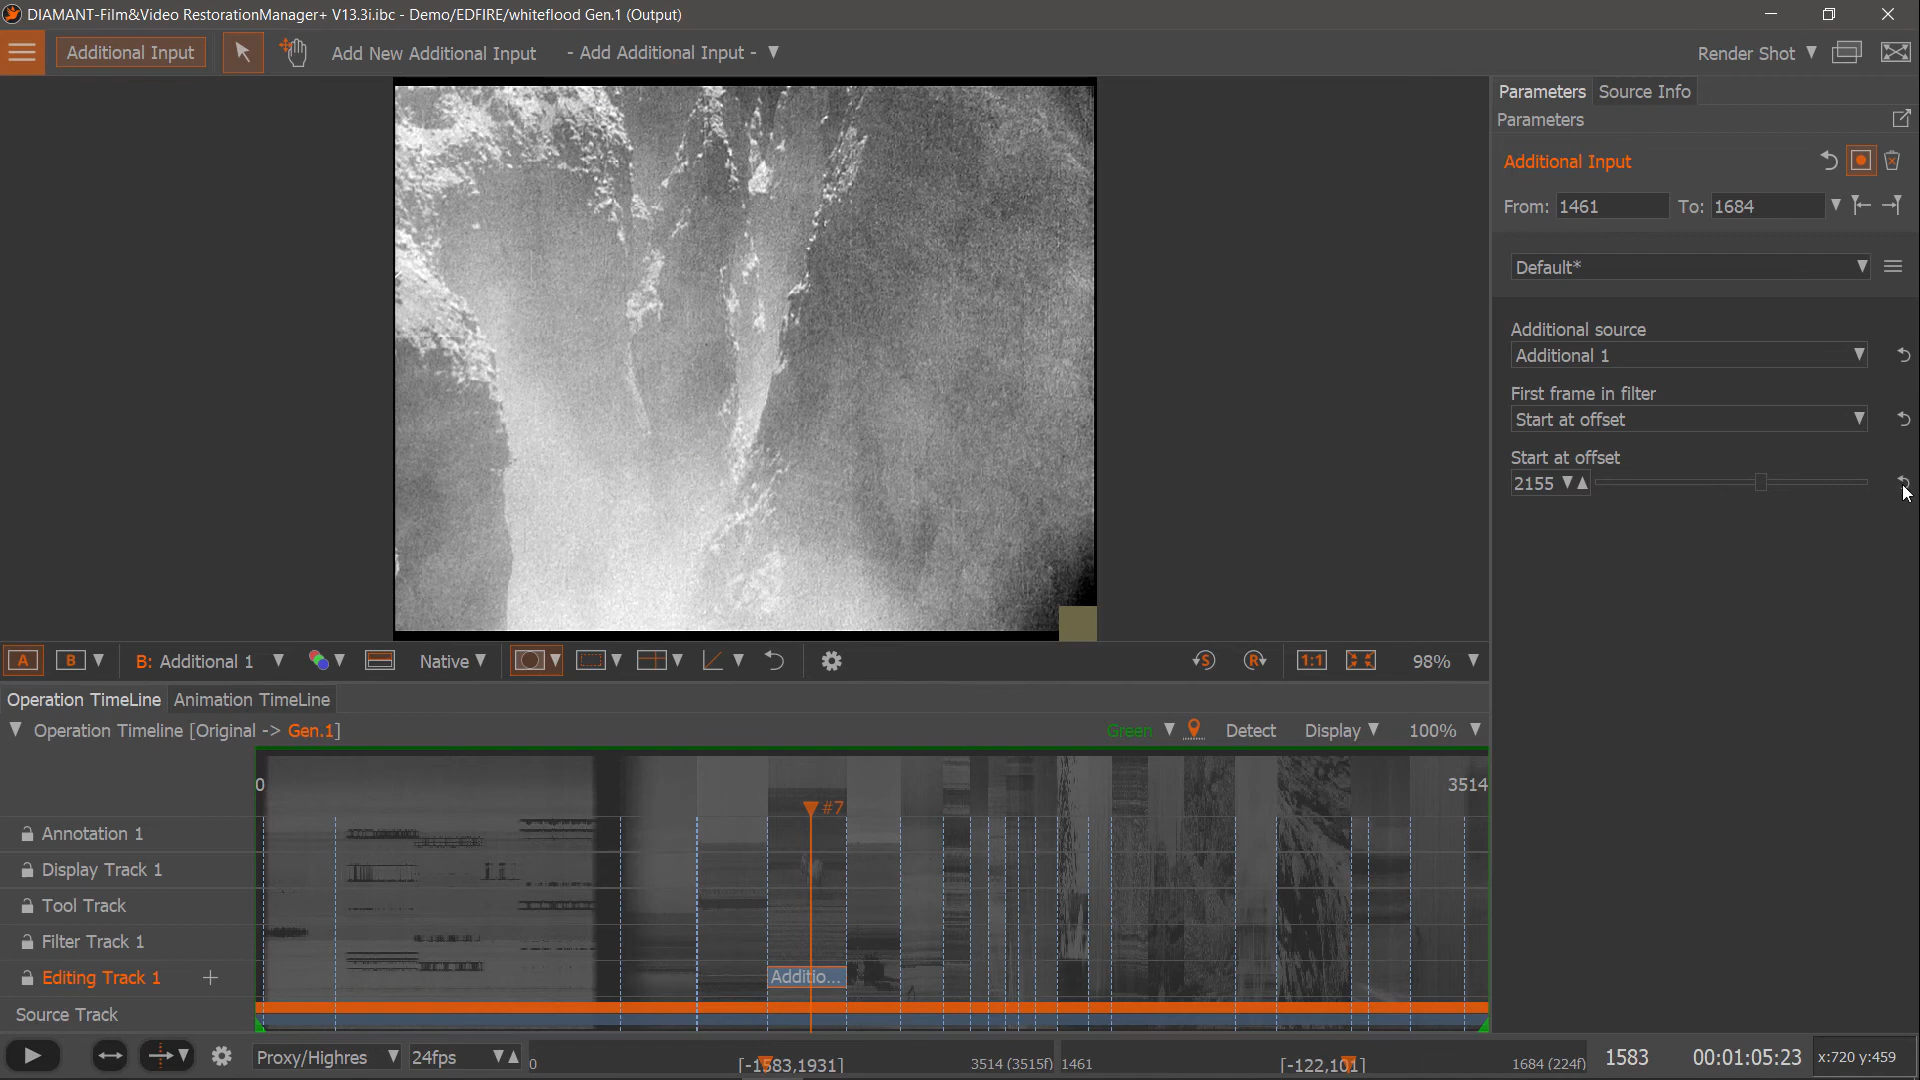 DIAMANT-Film&Video RestorationManager+ V13.3i.ibc - Demo/EDFIRE/whiteflood Gen.1 (Output)
Additional Input Add New Additional Input - Add Additional Input - Render Shot
Parameters Source Info
Parameters
Additional Input
From: 1461 To: 1684
Default*
Additional source
Additional 1
First frame in filter
Start at offset
Start at offset
2155
A B B: Additional 1 Native S R 1:1 98%
Operation TimeLine Animation TimeLine
Operation Timeline [Original -> Gen.1] Green Detect Display 100%
0 3514
#7
Annotation 1
Display Track 1
Tool Track
Filter Track 1
Editing Track 1 Additio...
Source Track
Proxy/Highres 24fps 0 [-1583,1931] 3514 (3515f) 1461 [-122,101] 1684 (224f) 1583 00:01:05:23 x:720 y:459